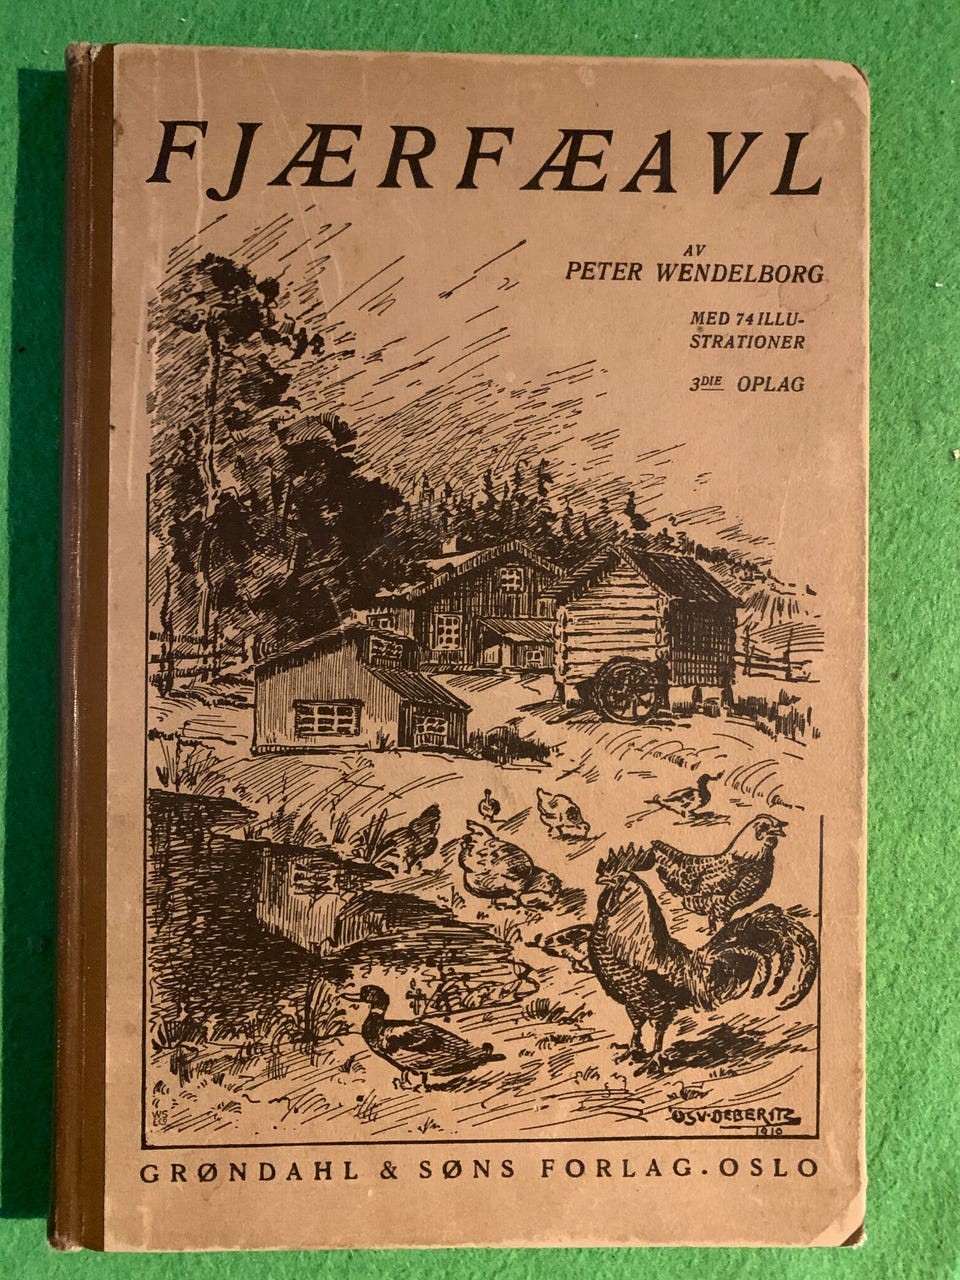 FJÆRFÆAVL
AV
PETER WENDELBORG
MED 74 ILLU-
STRATIONER
3DIE OPLAG
OSV. DEBERITZ
1910
GRØNDAHL & SØNS FORLAG. OSLO